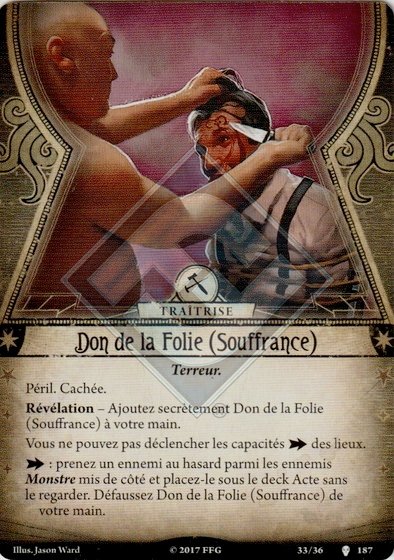 TRAÎTRISE
Don de la Folie (Souffrance)
Terreur.
Péril. Cachée.
Révélation – Ajoutez secrètement Don de la Folie
(Souffrance) à votre main.
Vous ne pouvez pas déclencher les capacités des lieux.
: prenez un ennemi au hasard parmi les ennemis
Monstre mis de côté et placez-le sous le deck Acte sans
le regarder. Défaussez Don de la Folie (Souffrance) de
votre main.
Illus. Jason Ward © 2017 FFG 33/36 187